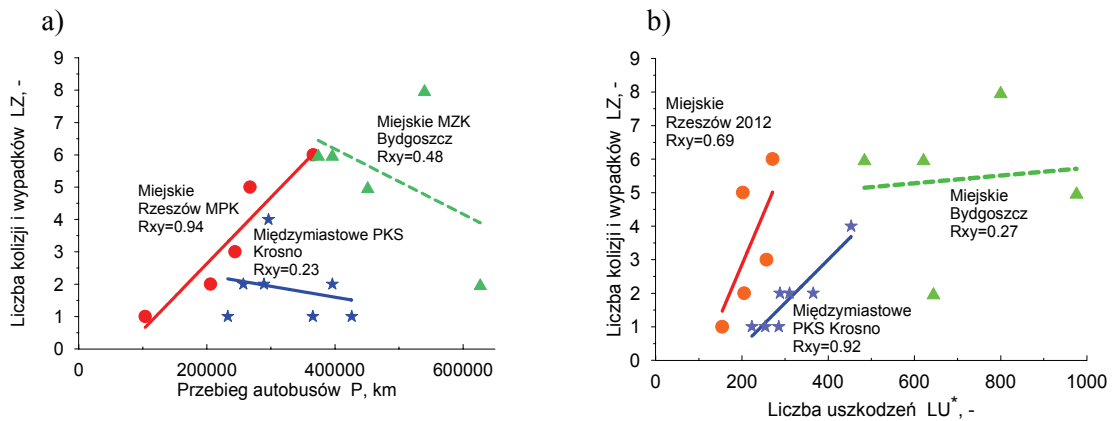 a)
9
8
7
6
5
4
3
2
1
0
Liczba kolizji i wypadków LZ, -
Miejskie MZK
Bydgoszcz
Rxy=0.48
Miejskie
Rzeszów MPK
Rxy=0.94
Międzymiastowe PKS
Krosno
Rxy=0.23
0 200000 400000 600000
Przebieg autobusów P, km
b)
9
8
7
6
5
4
3
2
1
0
Liczba kolizji i wypadków LZ, -
Miejskie
Rzeszów 2012
Rxy=0.69
Miejskie
Bydgoszcz
Rxy=0.27
Międzymiastowe
PKS Krosno
Rxy=0.92
0 200 400 600 800 1000
Liczba uszkodzeń LU*, -